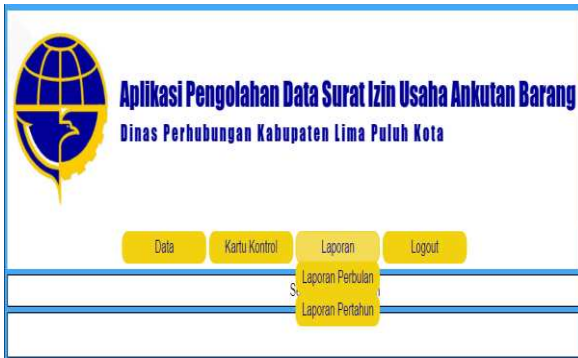 Aplikasi Pengolahan Data Surat Izin Usaha Ankutan Barang
Dinas Perhubungan Kabupaten Lima Puluh Kota
Data Kartu Kontrol Laporan Logout
Laporan Perbulan
Laporan Pertahun